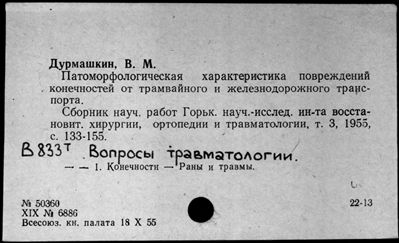 Дурмашкин, В. М.
Патоморфологическая характеристика повреждений
конечностей от трамвайного и железнодорожного транс-
порта.
Сборник науч. работ Горьк. науч.-исслед. ин-та восста-
новит. хирургии, ортопедии и травматологии, т. 3, 1955,
с. 133-155.
В833т Вопросы травматологии.
— — 1. Конечности — Раны и травмы.
№ 50360 22-13
XIX № 6886
Всесоюз. кн. палата 18 X 55